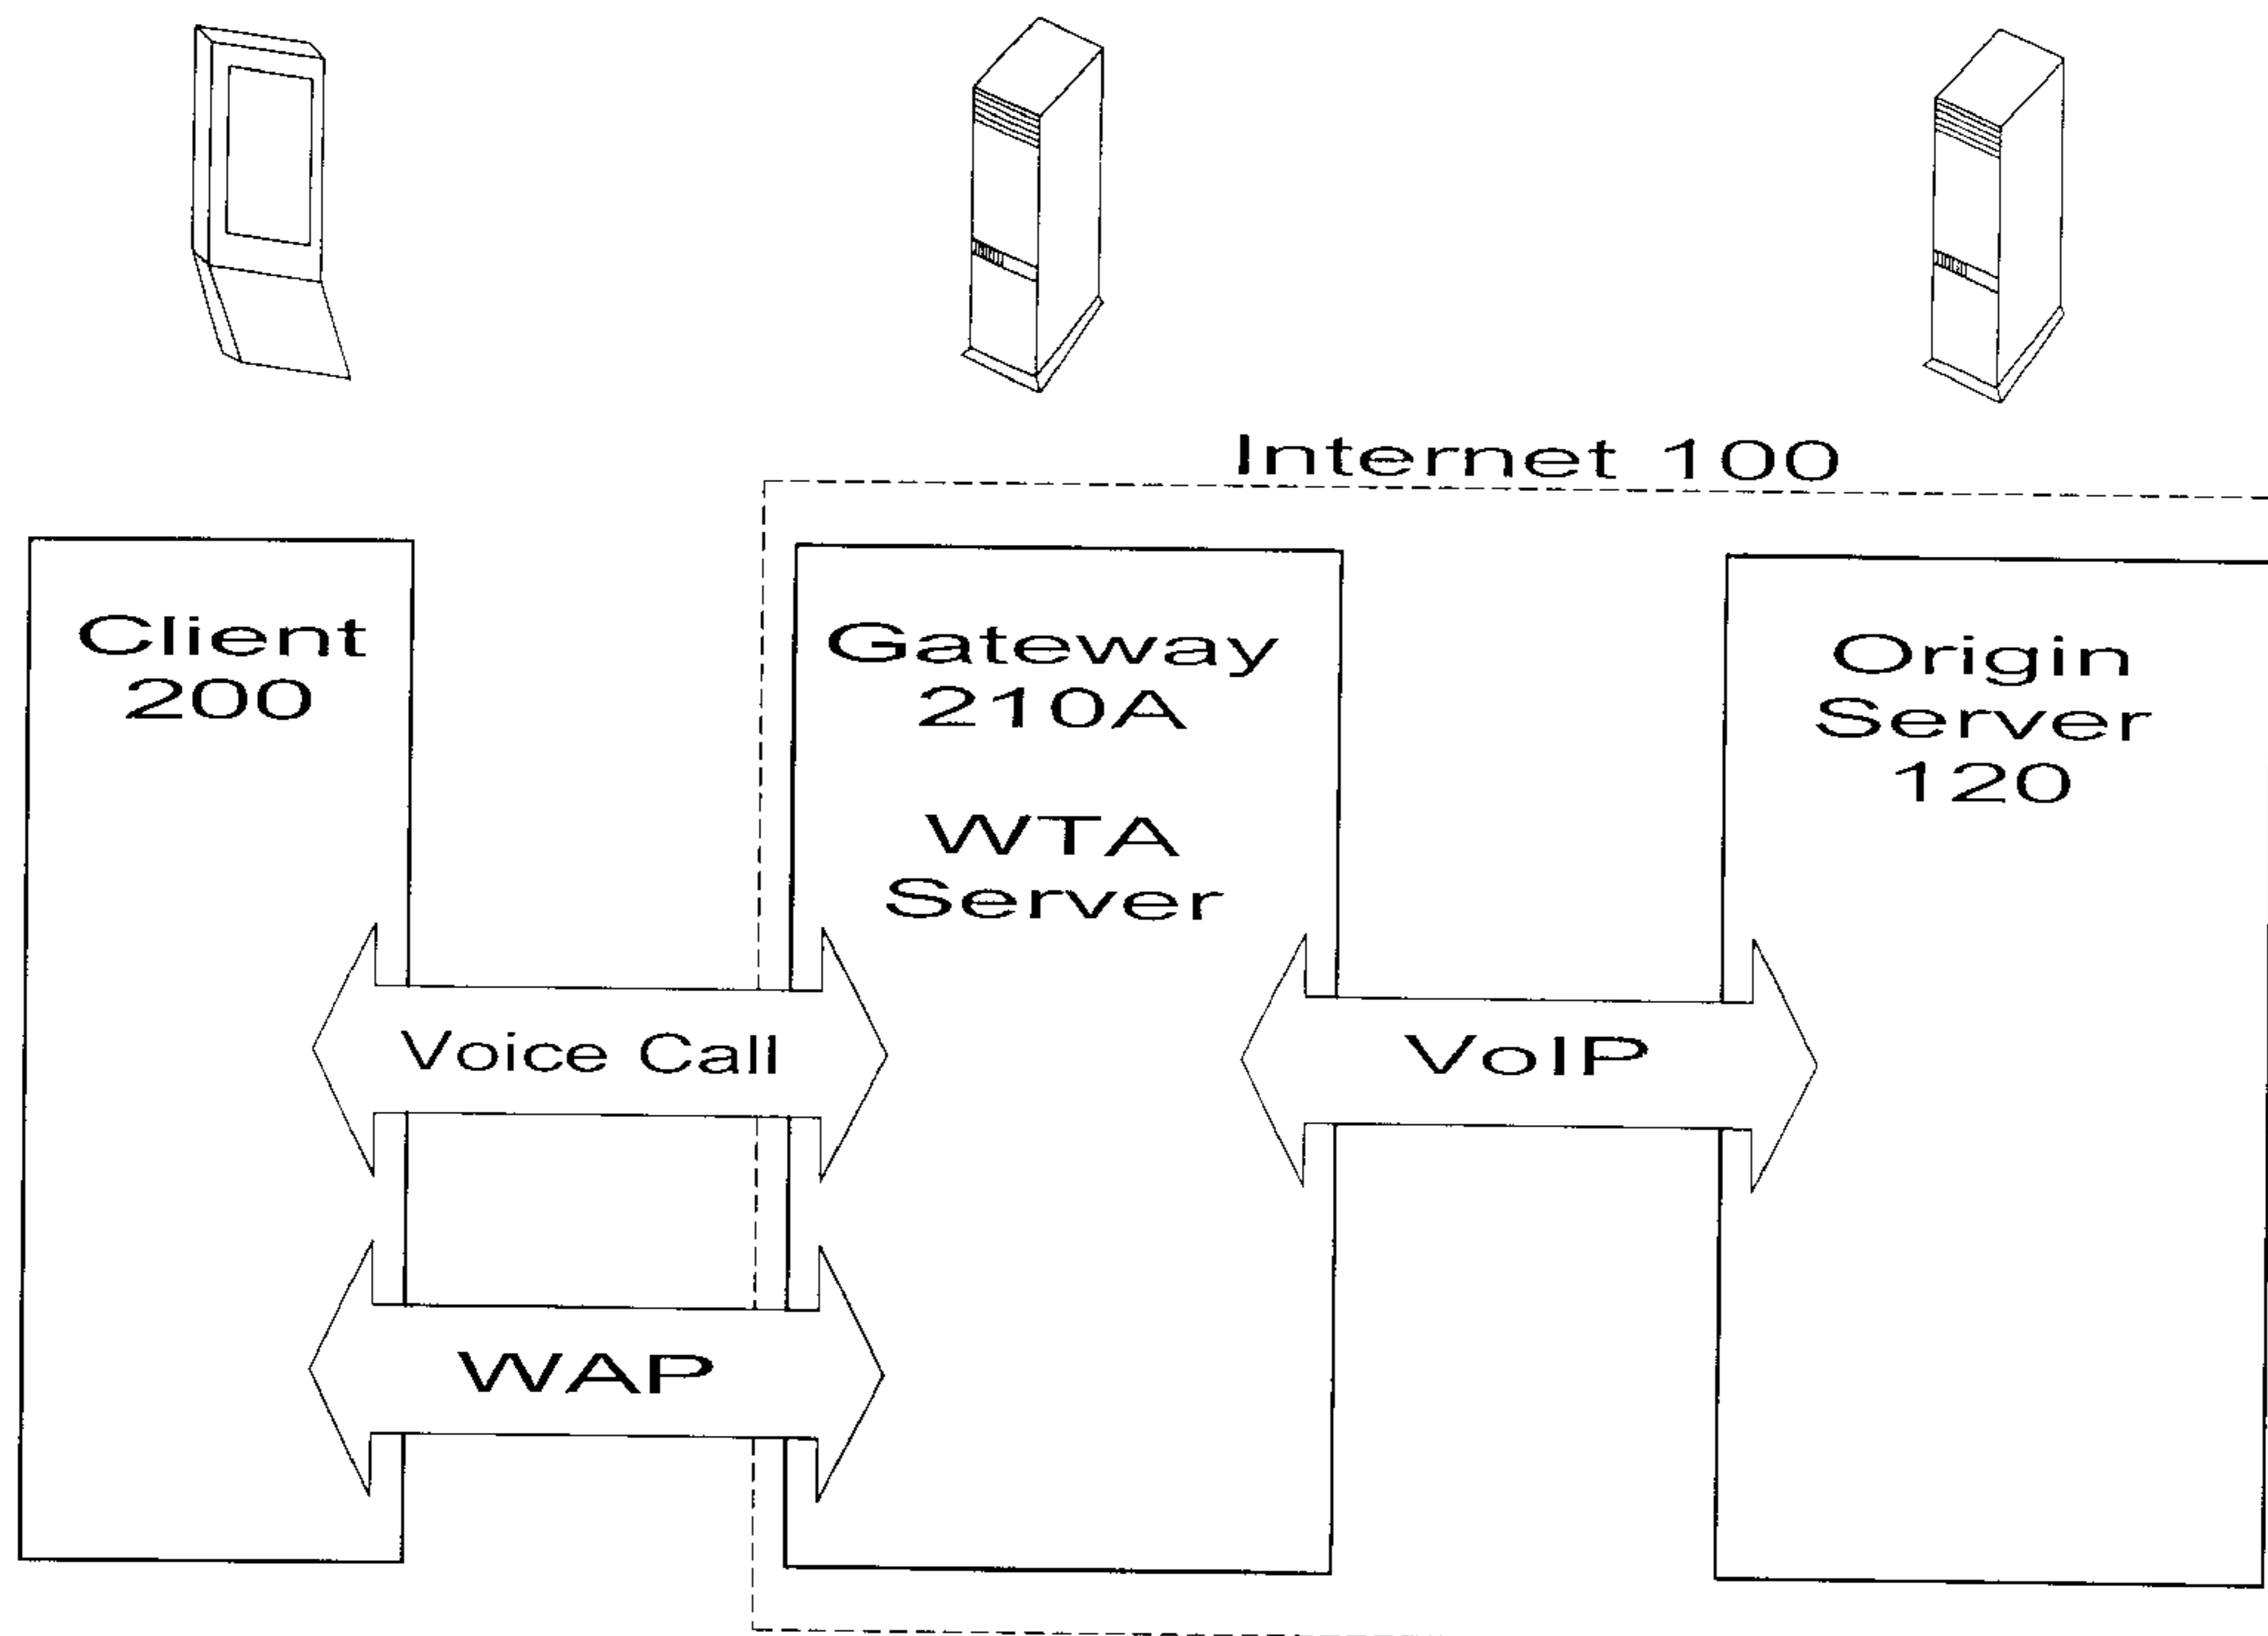 Internet 100
Client
200
Gateway
210A
WTA
Server
Origin
Server
120
Voice Call
VoIP
WAP